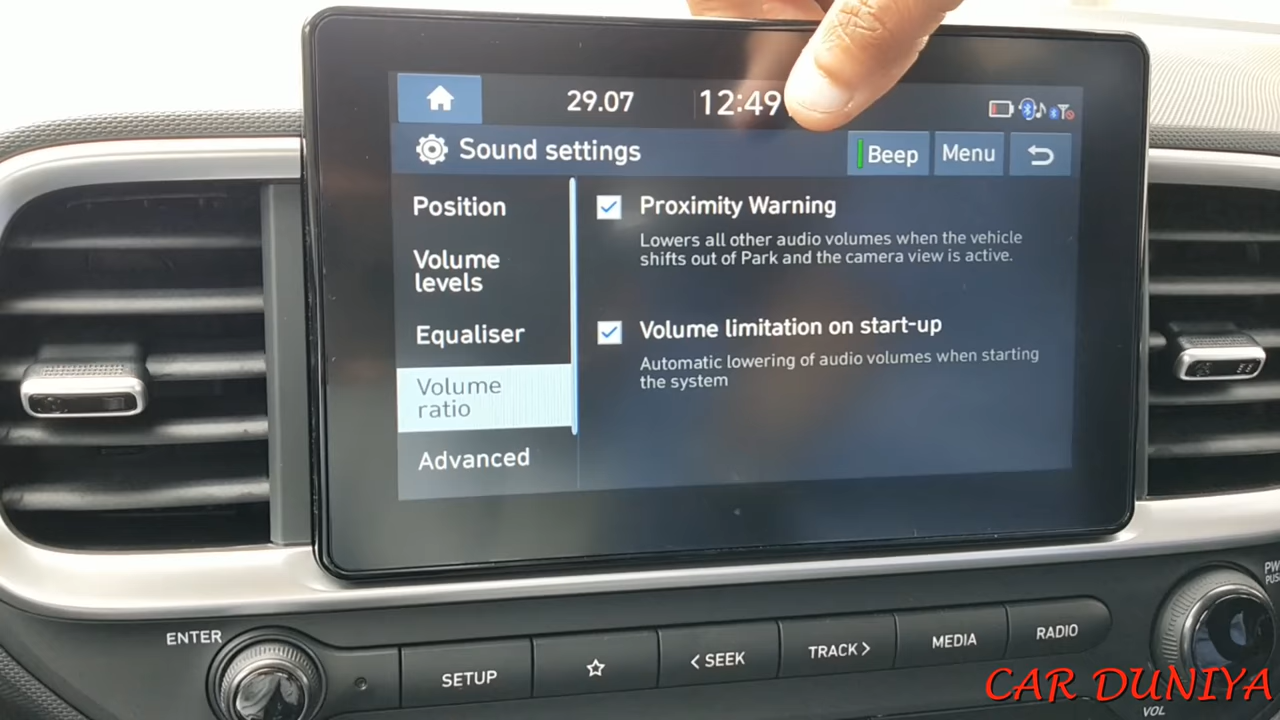 29.07
12:49
Sound settings
Beep
Menu
Position
Volume
levels
Equaliser
Volume
ratio
Advanced
Proximity Warning
Lowers all other audio volumes when the vehicle
shifts out of Park and the camera view is active.
Volume limitation on start-up
Automatic lowering of audio volumes when starting
the system
ENTER
SETUP
< SEEK
TRACK >
MEDIA
RADIO
VOL
CAR DUNIYA